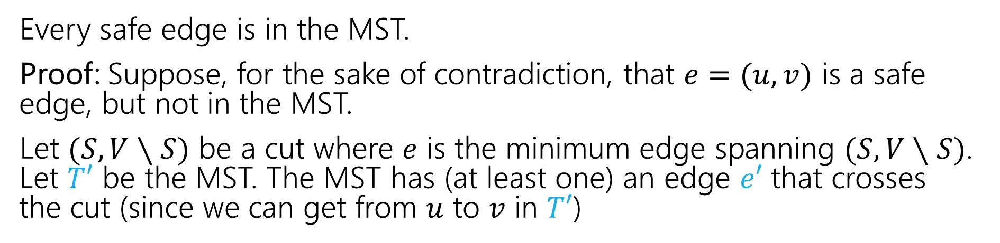 Every safe edge is in the MST.
Proof: Suppose, for the sake of contradiction, that 𝑒 = (𝑢, 𝑣) is a safe
edge, but not in the MST.
Let (𝑆, 𝑉 ∖ 𝑆) be a cut where 𝑒 is the minimum edge spanning (𝑆, 𝑉 ∖ 𝑆).
Let 𝑇′ be the MST. The MST has (at least one) an edge 𝑒′ that crosses
the cut (since we can get from 𝑢 to 𝑣 in 𝑇′)